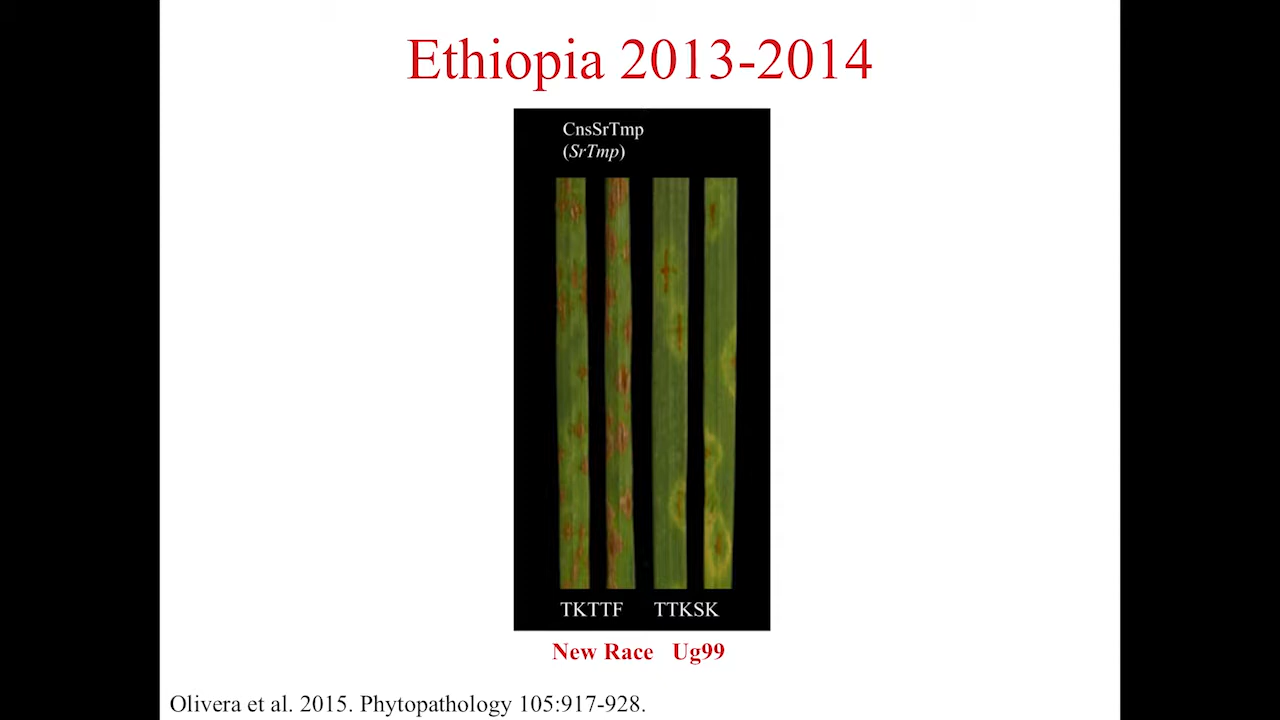 Ethiopia 2013-2014
CnsSrTmp
(SrTmp)
TKTTF TTKSK
New Race Ug99
Olivera et al. 2015. Phytopathology 105:917-928.